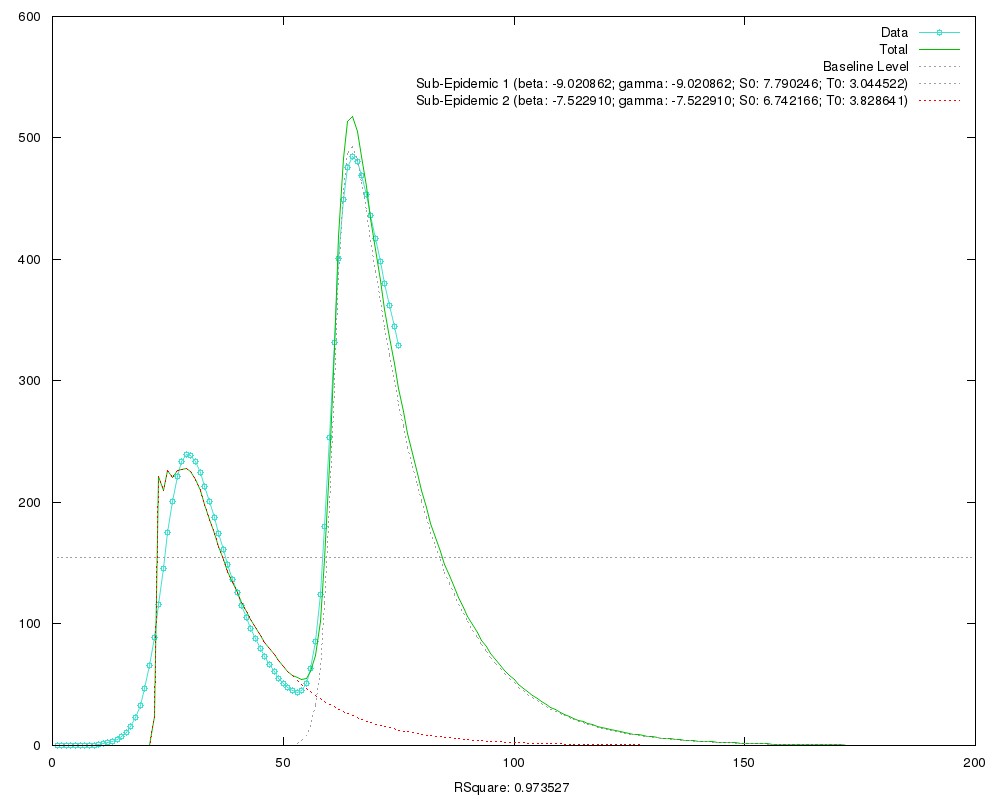 600
500
400
300
200
100
0
Data
Total
Baseline Level
Sub-Epidemic 1 (beta: -9.020862; gamma: -9.020862; S0: 7.790246; T0: 3.044522)
Sub-Epidemic 2 (beta: -7.522910; gamma: -7.522910; S0: 6.742166; T0: 3.828641)
0 50 100 150 200
RSquare: 0.973527